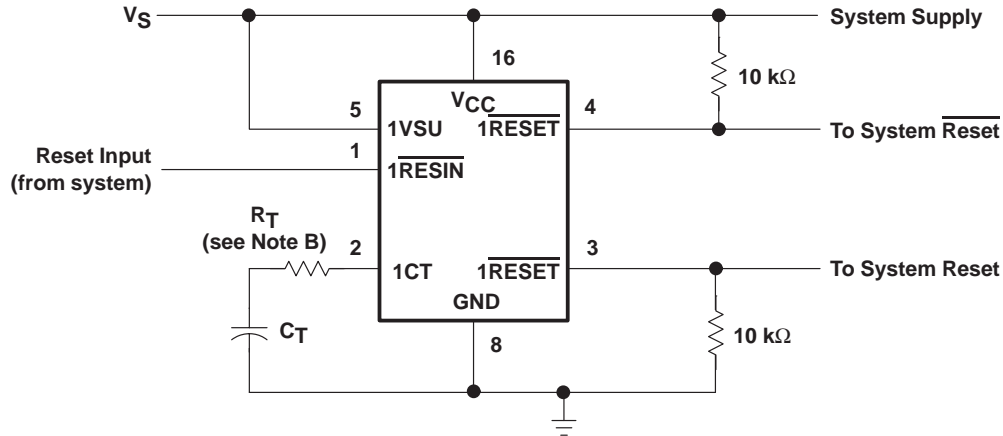 VS
System Supply
16
10 kΩ
VCC
5
4
1VSU
1RESET
To System Reset
1
Reset Input
(from system)
1RESIN
RT
(see Note B)
2
3
1CT
1RESET
To System Reset
GND
CT
8
10 kΩ